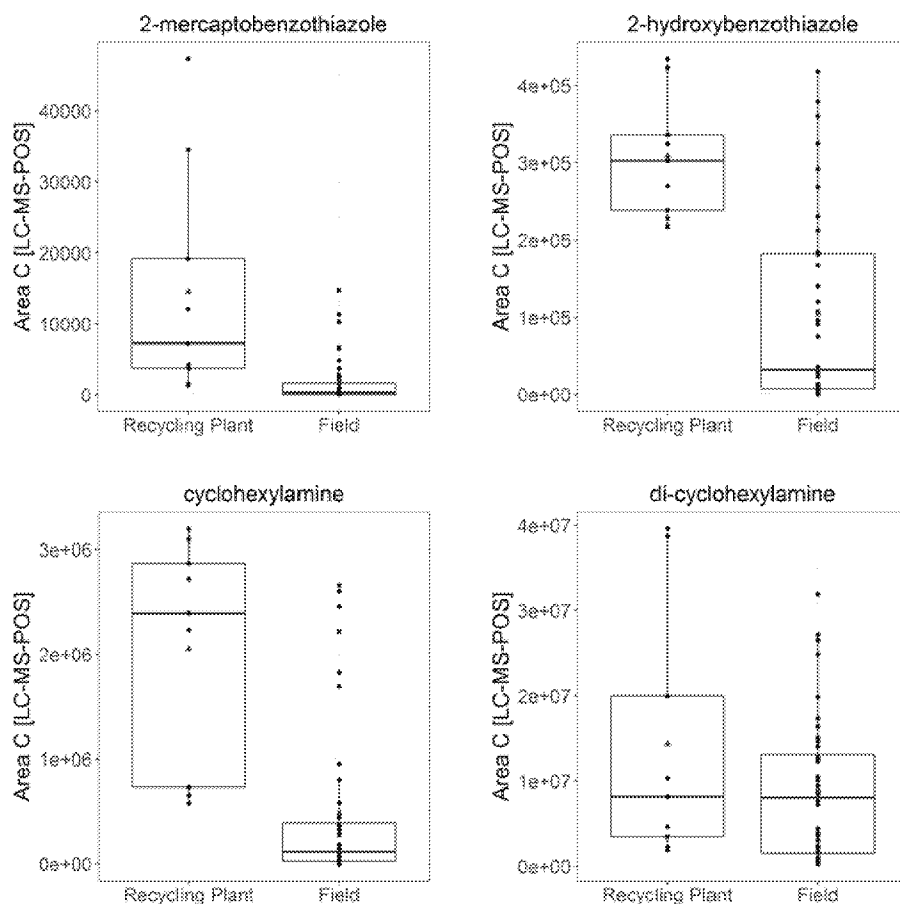 2-mercaptobenzothiazole
Area C [LC-MS-POS]
40000
30000
20000
10000
0
Recycling Plant
Field
2-hydroxybenzothiazole
Area C [LC-MS-POS]
4e+05
3e+05
2e+05
1e+05
0e+00
Recycling Plant
Field
cyclohexylamine
Area C [LC-MS-POS]
3e+06
2e+06
1e+06
0e+00
Recycling Plant
Field
di-cyclohexylamine
Area C [LC-MS-POS]
4e+07
3e+07
2e+07
1e+07
0e+00
Recycling Plant
Field